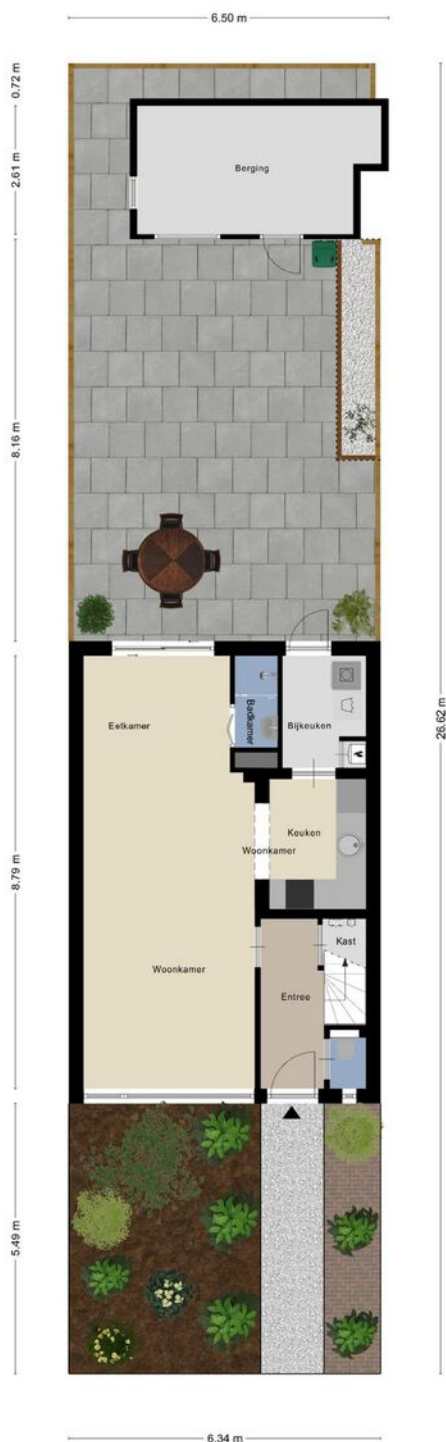 6.50 m
0.72 m
2.61 m
Berging
8.16 m
26.62 m
Eetkamer
Badkamer
Bijkeuken
Keuken
Woonkamer
8.79 m
Woonkamer
Kast
Entree
5.49 m
6.34 m